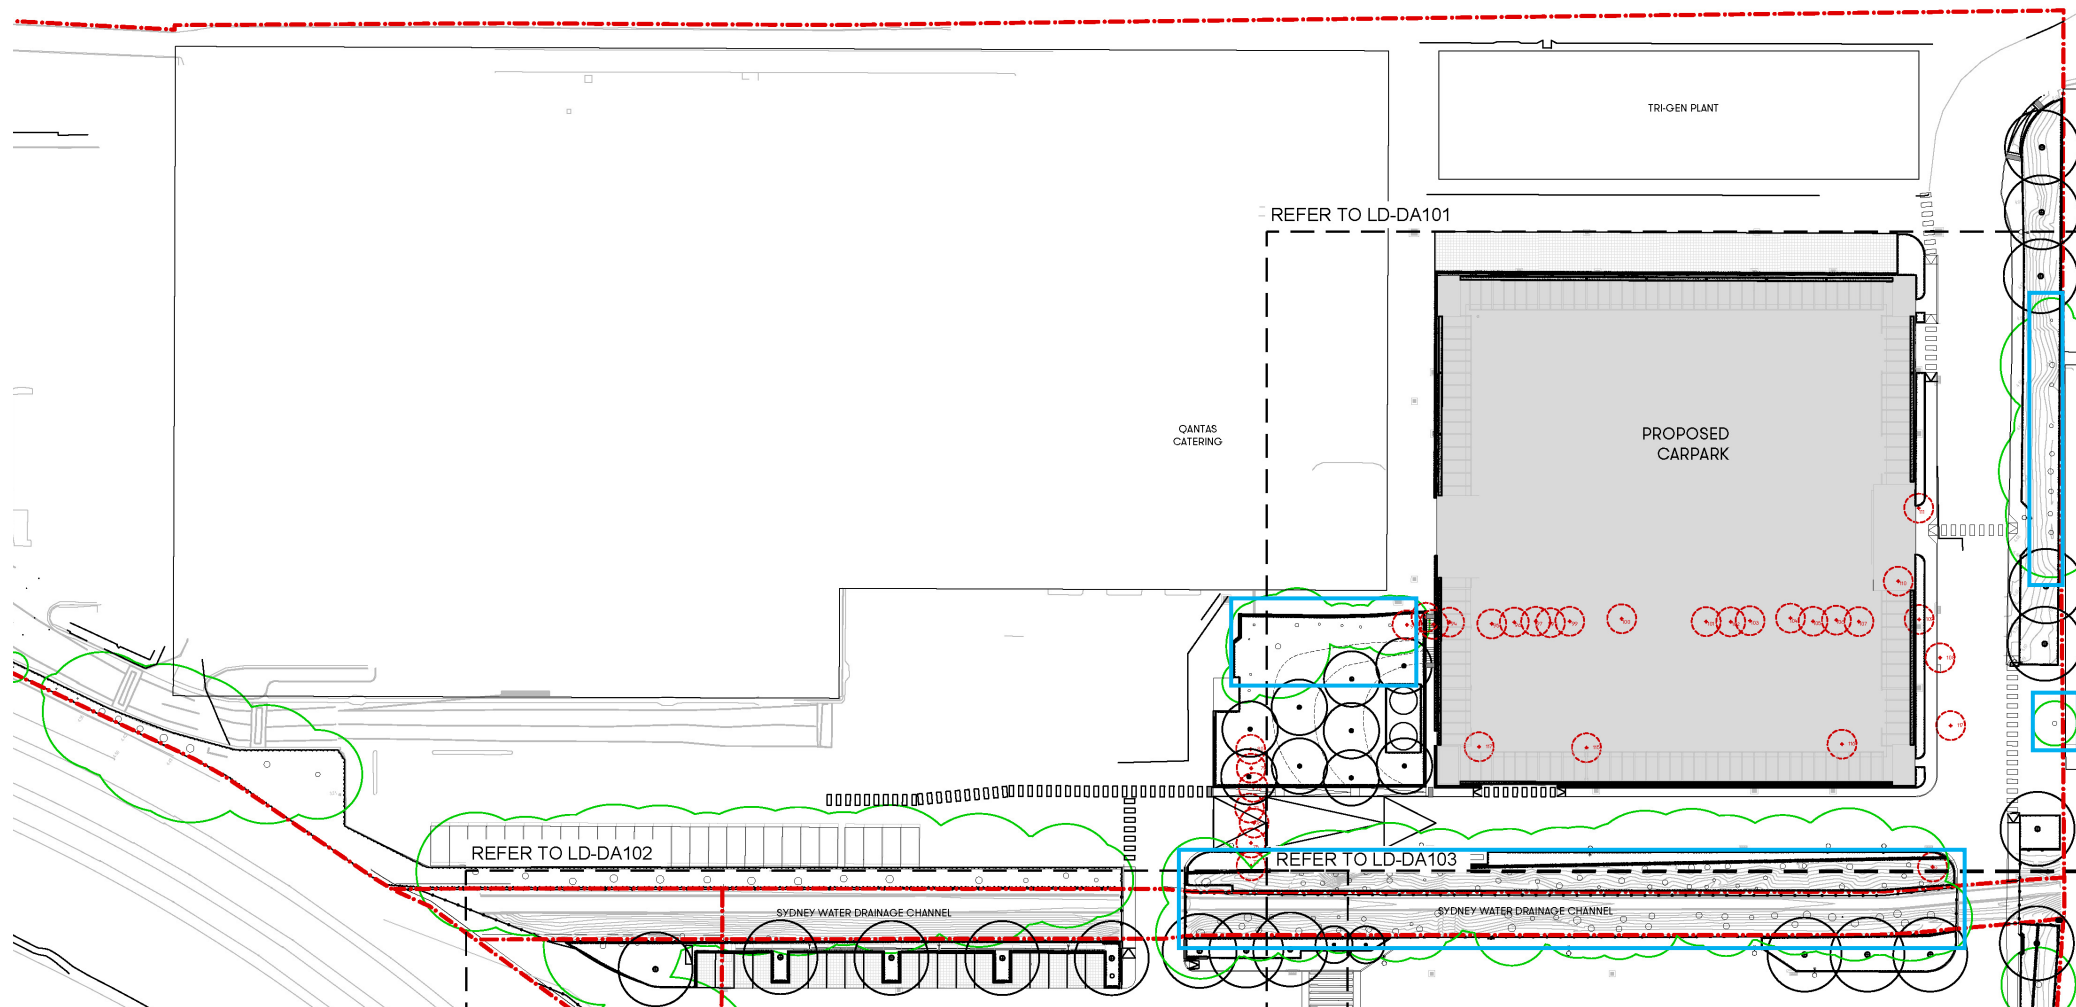 TRI-GEN PLANT
REFER TO LD-DA101
QANTAS
CATERING
PROPOSED
CARPARK
REFER TO LD-DA102
REFER TO LD-DA103
SYDNEY WATER DRAINAGE CHANNEL
SYDNEY WATER DRAINAGE CHANNEL